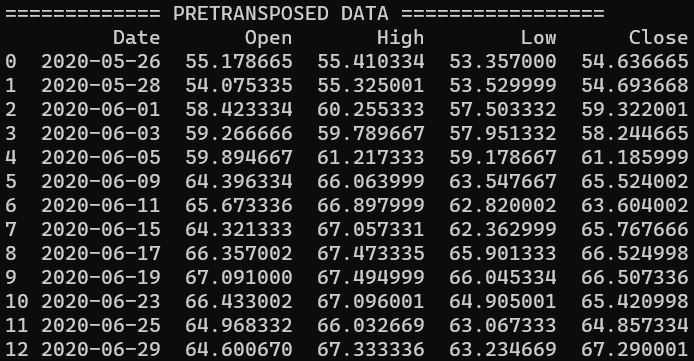 ============= PRETRANSPOSED DATA =================
Date Open High Low Close
0 2020-05-26 55.178665 55.410334 53.357000 54.636665
1 2020-05-28 54.075335 55.325001 53.529999 54.693668
2 2020-06-01 58.423334 60.255333 57.503332 59.322001
3 2020-06-03 59.266666 59.789667 57.951332 58.244665
4 2020-06-05 59.894667 61.217333 59.178667 61.185999
5 2020-06-09 64.396334 66.063999 63.547667 65.524002
6 2020-06-11 65.673336 66.897999 62.820002 63.604002
7 2020-06-15 64.321333 67.057331 62.362999 65.767666
8 2020-06-17 66.357002 67.473335 65.901333 66.524998
9 2020-06-19 67.091000 67.494999 66.045334 66.507336
10 2020-06-23 66.433002 67.096001 64.905001 65.420998
11 2020-06-25 64.968332 66.032669 63.067333 64.857334
12 2020-06-29 64.600670 67.333336 63.234669 67.290001